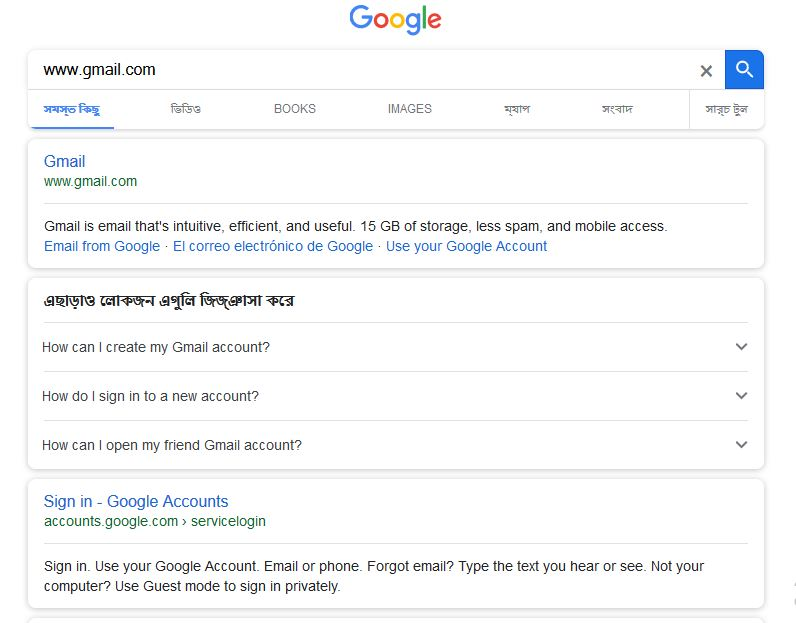 Google
www.gmail.com
সমস্ত কিছু ভিডিও BOOKS IMAGES ম্যাপ সংবাদ সার্চ টুল
Gmail
www.gmail.com
Gmail is email that's intuitive, efficient, and useful. 15 GB of storage, less spam, and mobile access.
Email from Google · El correo electrónico de Google · Use your Google Account
এছাড়াও লোকজন এগুলি জিজ্ঞাসা করে
How can I create my Gmail account?
How do I sign in to a new account?
How can I open my friend Gmail account?
Sign in - Google Accounts
accounts.google.com › servicelogin
Sign in. Use your Google Account. Email or phone. Forgot email? Type the text you hear or see. Not your
computer? Use Guest mode to sign in privately.